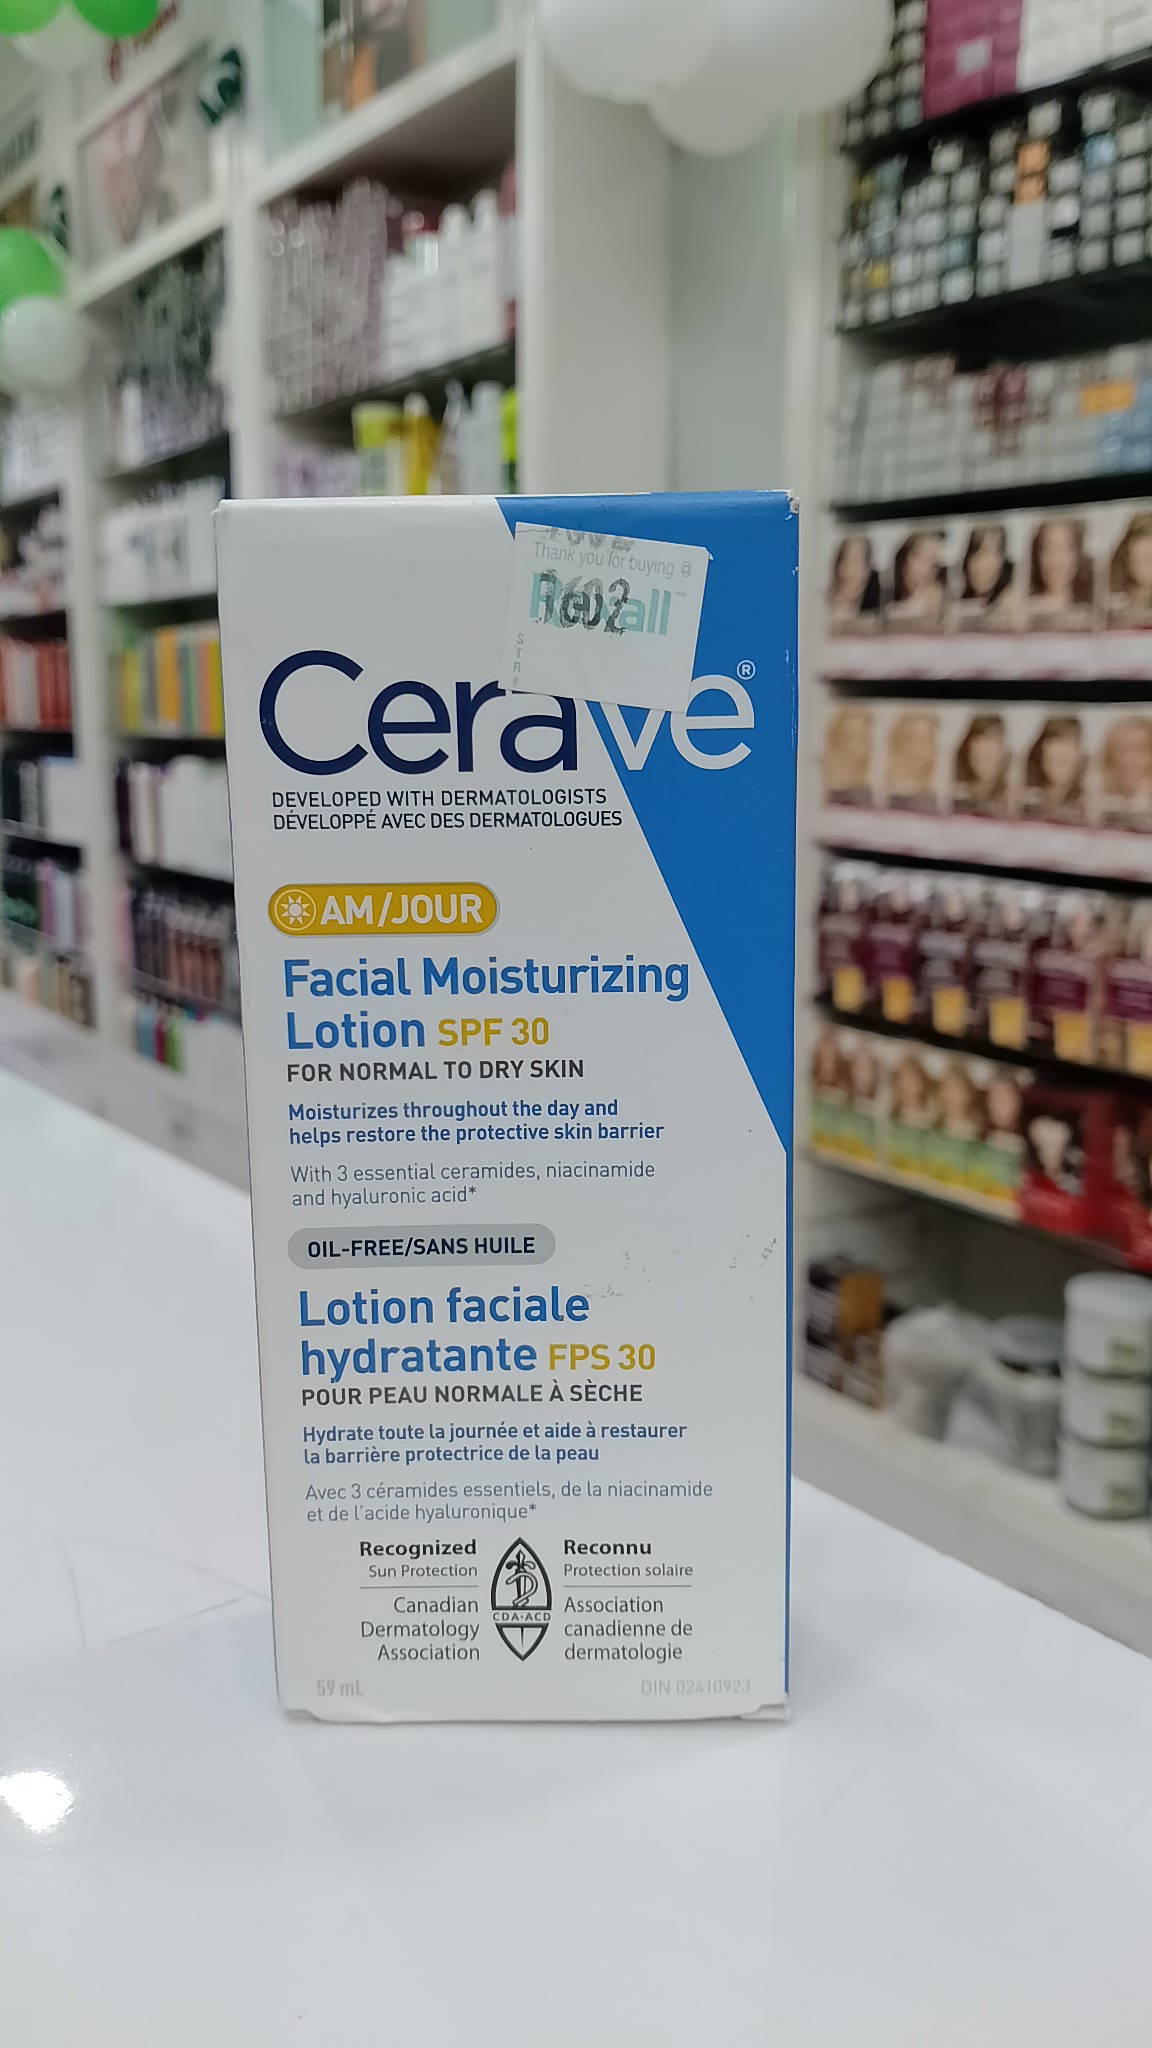 Thank you for buying @
Rexall
1602
STR#
CeraVe®
DEVELOPED WITH DERMATOLOGISTS
DÉVELOPPÉ AVEC DES DERMATOLOGUES
AM/JOUR
Facial Moisturizing
Lotion SPF 30
FOR NORMAL TO DRY SKIN
Moisturizes throughout the day and
helps restore the protective skin barrier
With 3 essential ceramides, niacinamide
and hyaluronic acid*
OIL-FREE/SANS HUILE
Lotion faciale
hydratante FPS 30
POUR PEAU NORMALE À SÈCHE
Hydrate toute la journée et aide à restaurer
la barrière protectrice de la peau
Avec 3 céramides essentiels, de la niacinamide
et de l'acide hyaluronique*
Recognized
Sun Protection
Canadian
Dermatology
Association
CDA•ACD
Reconnu
Protection solaire
Association
canadienne de
dermatologie
59 mL
DIN 02410923